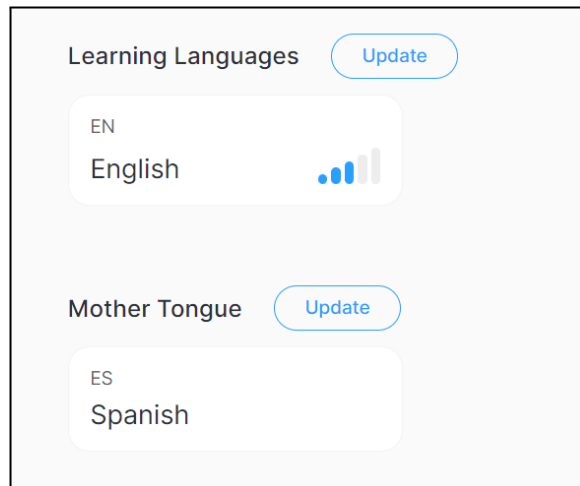 Learning Languages
Update
EN
English
Mother Tongue
Update
ES
Spanish